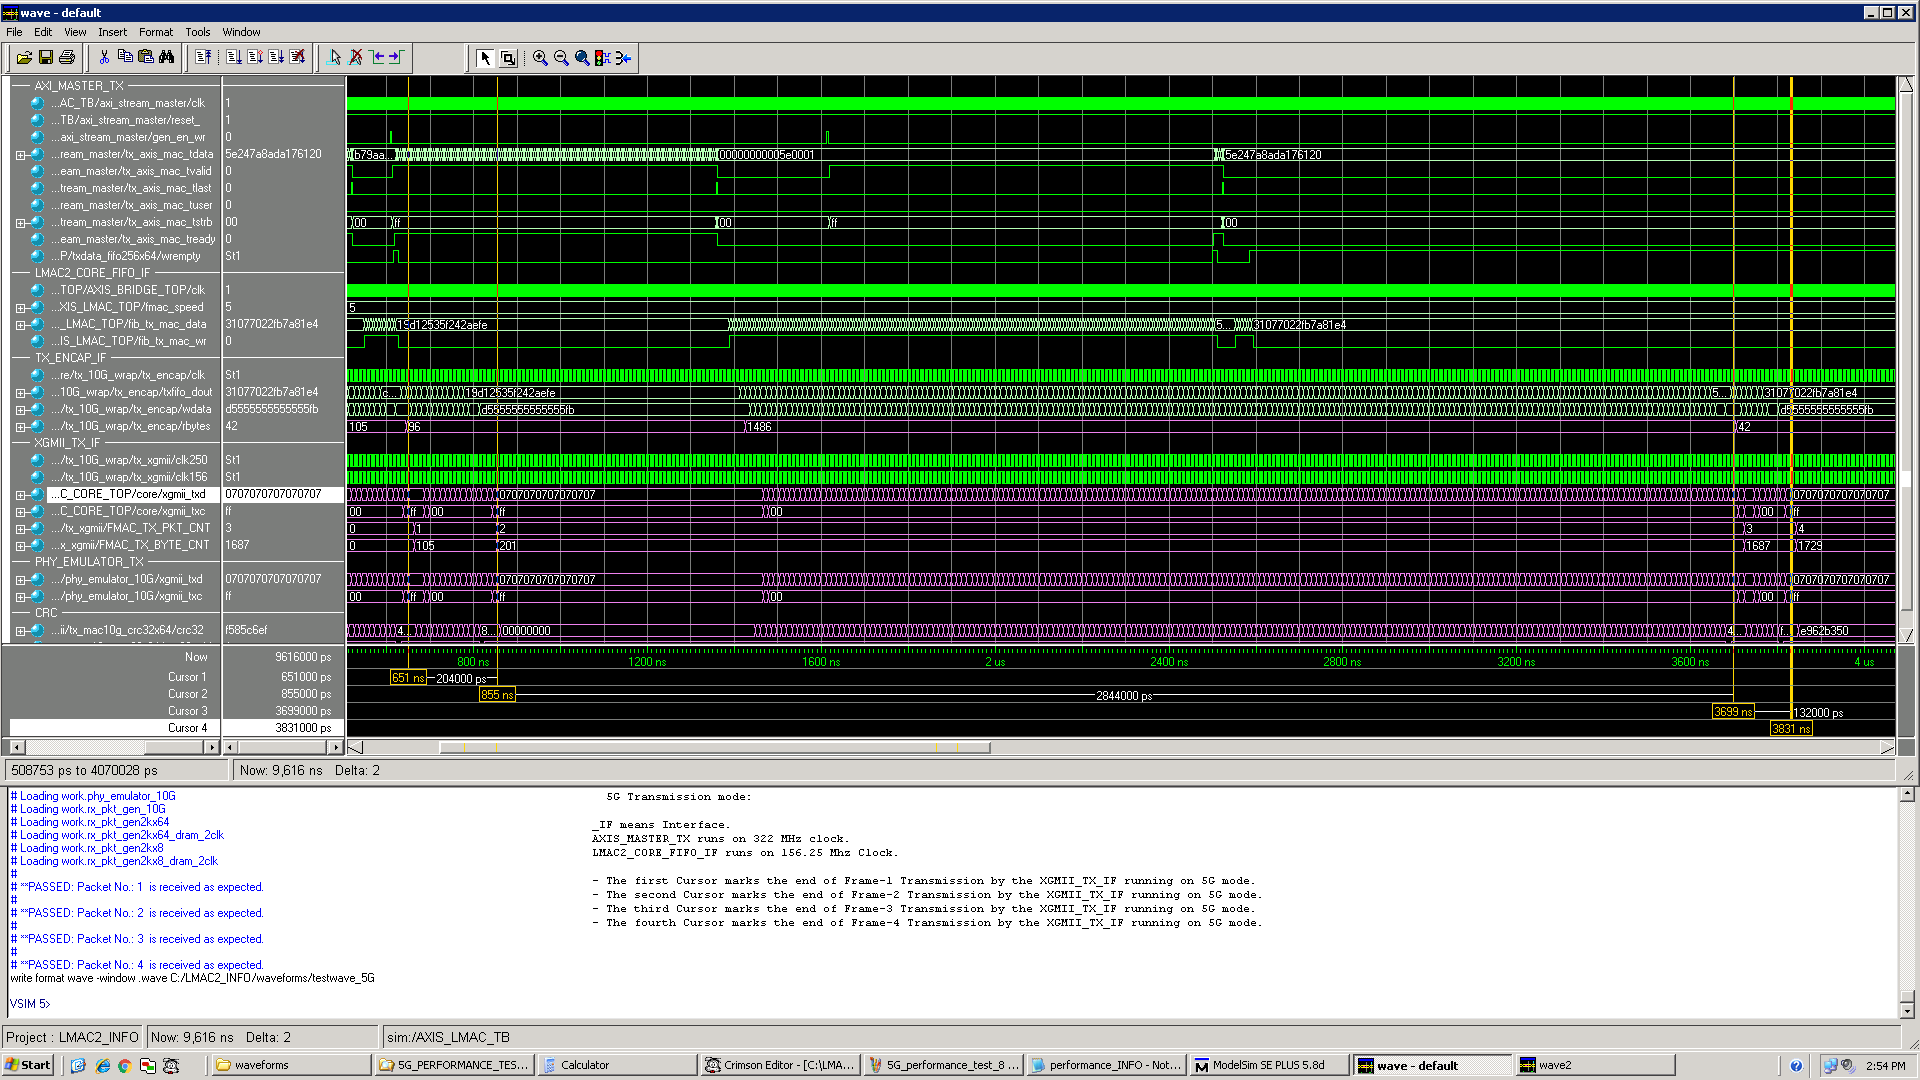 wave - default
File Edit View Insert Format Tools Window
AXI_MASTER_TX
...AC_TB/axi_stream_master/clk 1
...TB/axi_stream_master/reset_ 1
...axi_stream_master/gen_en_wr 0
...ream_master/tx_axis_mac_tdata 5e247a8ada176120 b79aa... 00000000005e0001 5e247a8ada176120
...eam_master/tx_axis_mac_tvalid 0
...tream_master/tx_axis_mac_tlast 0
...ream_master/tx_axis_mac_tuser 0
...tream_master/tx_axis_mac_tstrb 00 00 ff 00 ff 00
...eam_master/tx_axis_mac_tready 0
...P/txdata_fifo256x64/wrempty St1
LMAC2_CORE_FIFO_IF
...TOP/AXIS_BRIDGE_TOP/clk 1
...XIS_LMAC_TOP/fmac_speed 5 5
..._LMAC_TOP/fib_tx_mac_data 31077022fb7a81e4 19d12535f242aefe 5... 31077022fb7a81e4
...IS_LMAC_TOP/fib_tx_mac_wr 0
TX_ENCAP_IF
...re/tx_10G_wrap/tx_encap/clk St1
...10G_wrap/tx_encap/txfifo_dout 31077022fb7a81e4 c... 19d12535f242aefe 5... 31077022fb7a81e4
.../tx_10G_wrap/tx_encap/wdata d5555555555555fb d5555555555555fb d5555555555555fb
.../tx_10G_wrap/tx_encap/rbytes 42 105 96 1486 42
XGMII_TX_IF
.../tx_10G_wrap/tx_xgmii/clk250 St1
.../tx_10G_wrap/tx_xgmii/clk156 St1
...C_CORE_TOP/core/xgmii_txd 0707070707070707 0707070707070707 0707070707070707
...C_CORE_TOP/core/xgmii_txc ff 00 ff 00 ff 00 00 ff
.../tx_xgmii/FMAC_TX_PKT_CNT 3 0 1 2 3 4
...x_xgmii/FMAC_TX_BYTE_CNT 1687 0 105 201 1687 1729
PHY_EMULATOR_TX
.../phy_emulator_10G/xgmii_txd 0707070707070707 0707070707070707 0707070707070707
.../phy_emulator_10G/xgmii_txc ff 00 ff 00 ff 00 00 ff
CRC
...ii/tx_mac10g_crc32x64/crc32 f585c6ef 4... 8... 00000000 4... f... e962b350
Now 9616000 ps 800 ns 1200 ns 1600 ns 2 us 2400 ns 2800 ns 3200 ns 3600 ns 4 us
Cursor 1 651000 ps 651 ns 204000 ps
Cursor 2 855000 ps 855 ns 2844000 ps
Cursor 3 3699000 ps 3699 ns 132000 ps
Cursor 4 3831000 ps 3831 ns
508753 ps to 4070028 ps Now: 9,616 ns Delta: 2
# Loading work.phy_emulator_10G
# Loading work.rx_pkt_gen_10G
# Loading work.rx_pkt_gen2kx64
# Loading work.rx_pkt_gen2kx64_dram_2clk
# Loading work.rx_pkt_gen2kx8
# Loading work.rx_pkt_gen2kx8_dram_2clk
#
# **PASSED: Packet No.: 1 is received as expected.
#
# **PASSED: Packet No.: 2 is received as expected.
#
# **PASSED: Packet No.: 3 is received as expected.
#
# **PASSED: Packet No.: 4 is received as expected.
write format wave -window .wave C:/LMAC2_INFO/waveforms/testwave_5G
VSIM 5>
5G Transmission mode:
_IF means Interface.
AXIS_MASTER_TX runs on 322 MHz clock.
LMAC2_CORE_FIFO_IF runs on 156.25 Mhz Clock.
- The first Cursor marks the end of Frame-1 Transmission by the XGMII_TX_IF running on 5G mode.
- The second Cursor marks the end of Frame-2 Transmission by the XGMII_TX_IF running on 5G mode.
- The third Cursor marks the end of Frame-3 Transmission by the XGMII_TX_IF running on 5G mode.
- The fourth Cursor marks the end of Frame-4 Transmission by the XGMII_TX_IF running on 5G mode.
Project : LMAC2_INFO Now: 9,616 ns Delta: 2 sim:/AXIS_LMAC_TB
Start waveforms 5G_PERFORMANCE_TES... Calculator Crimson Editor - [C:\LMA... 5G_performance_test_8 ... performance_INFO - Not... ModelSim SE PLUS 5.8d wave - default wave2 2:54 PM